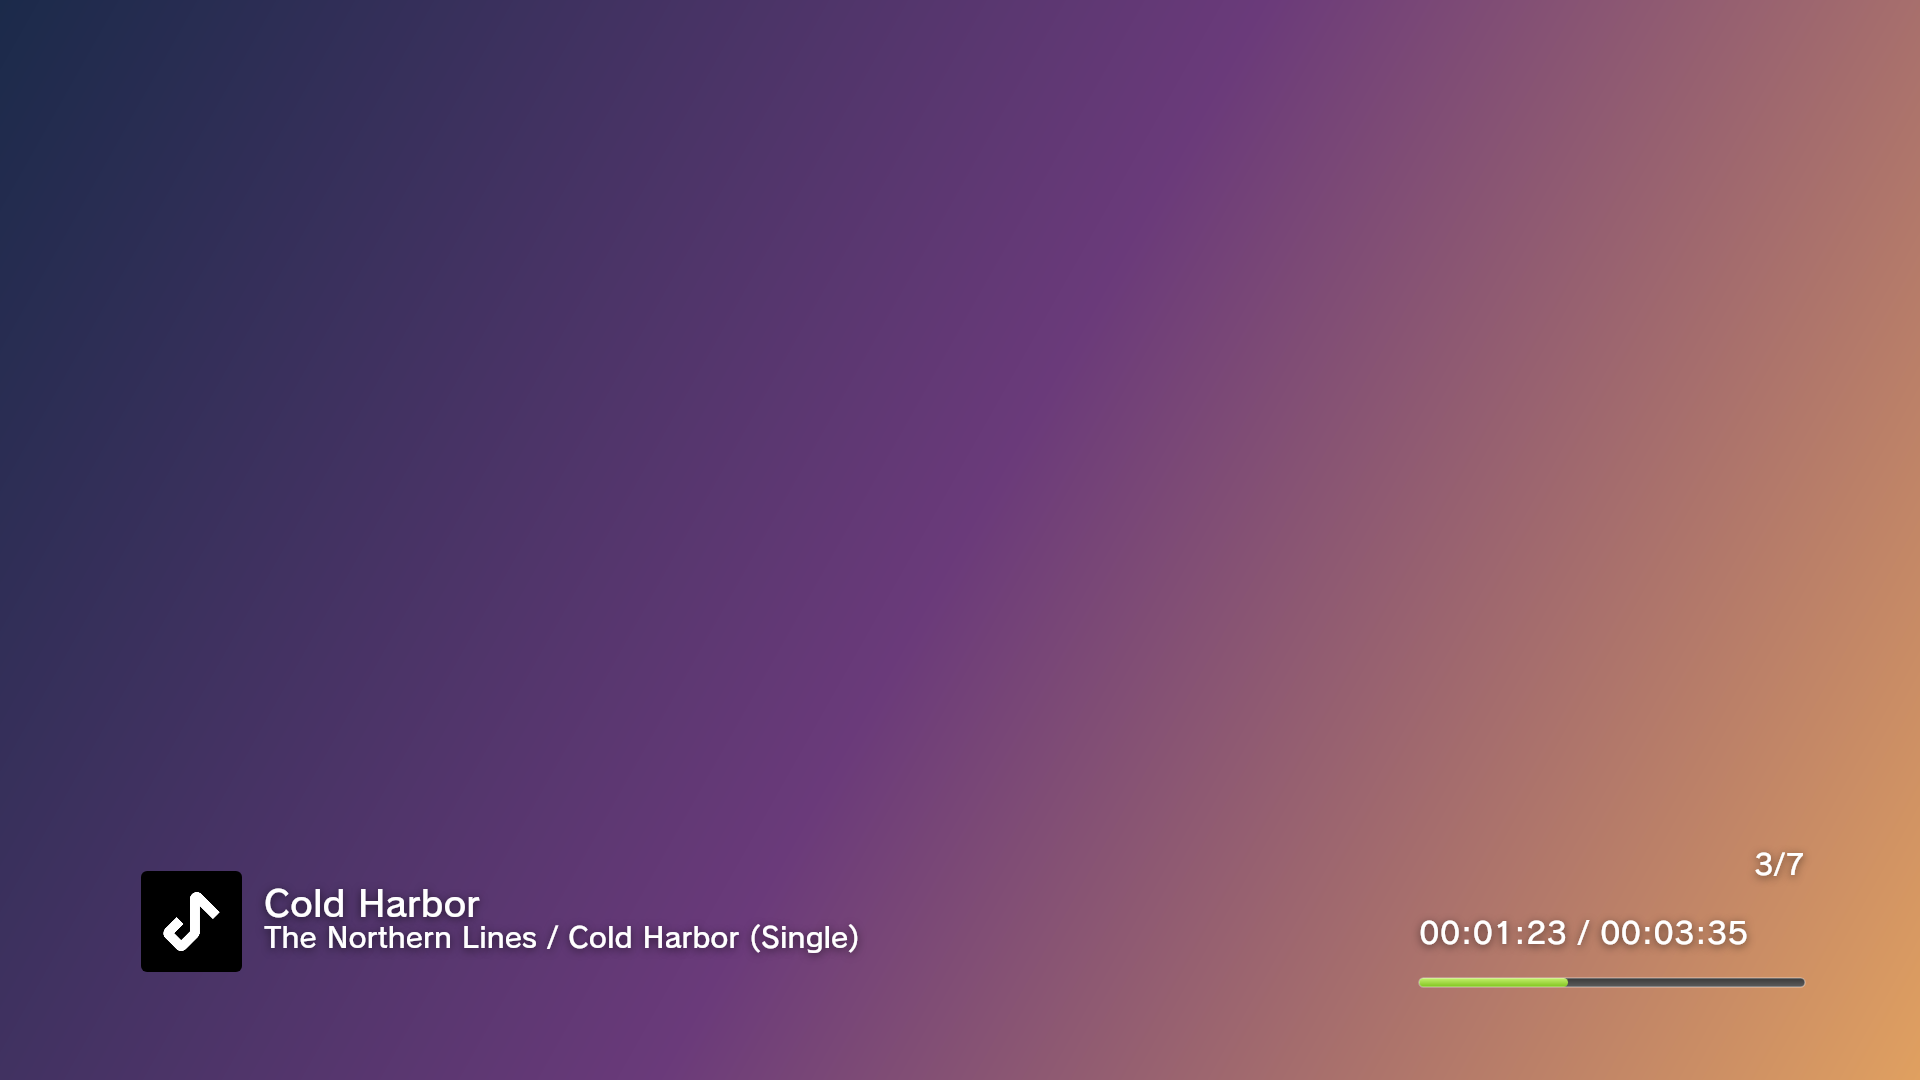 Cold Harbor
The Northern Lines / Cold Harbor (Single)
3/7
00:01:23 / 00:03:35